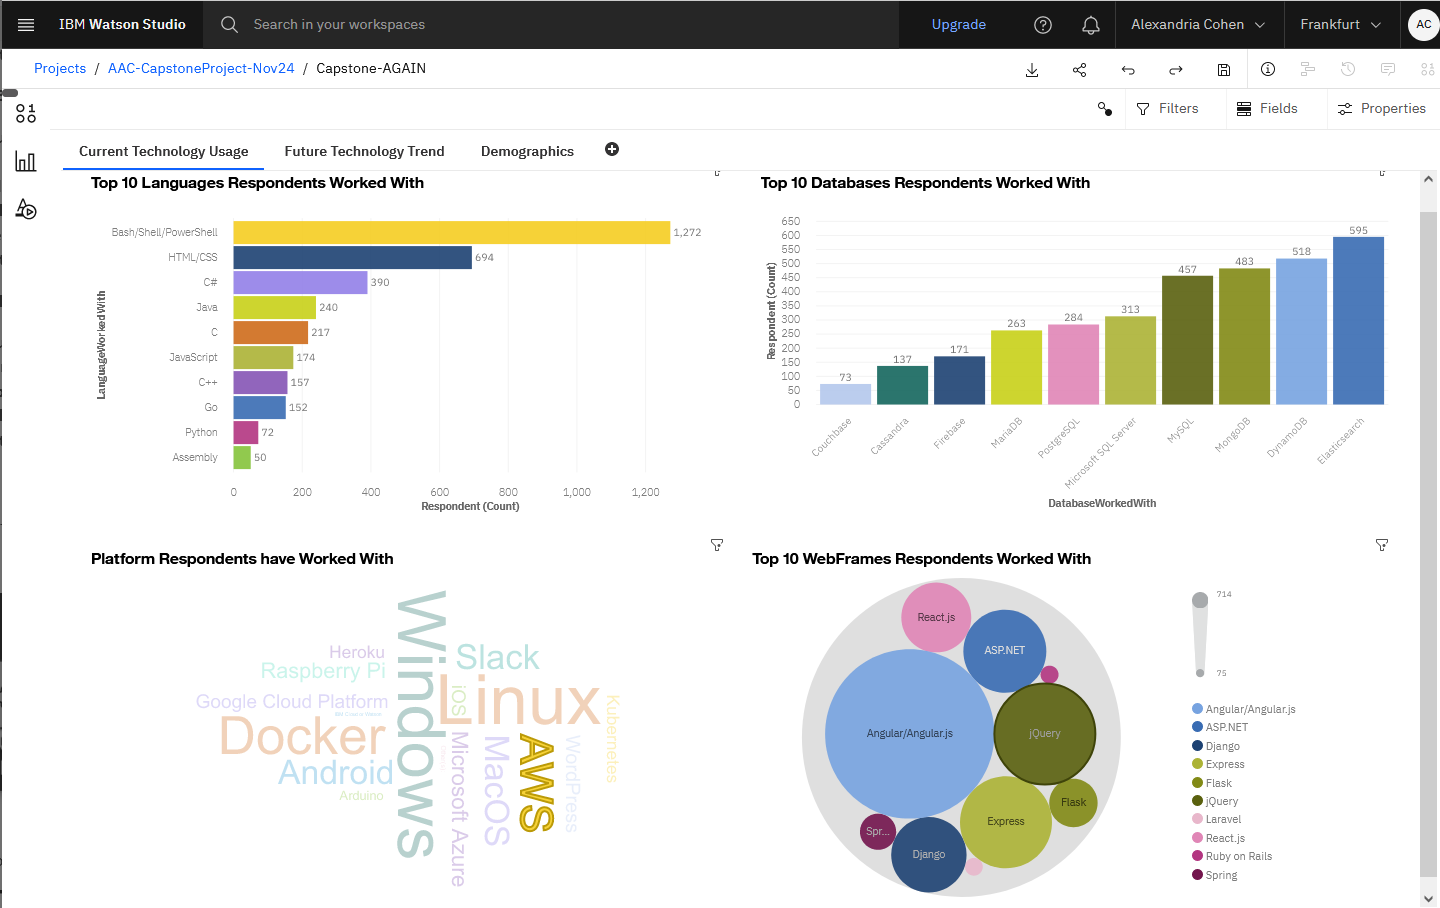 IBM Watson Studio
Search in your workspaces
Upgrade
Alexandria Cohen
Frankfurt
AC
Projects / AAC-CapstoneProject-Nov24 / Capstone-AGAIN
Filters
Fields
Properties
Current Technology Usage
Future Technology Trend
Demographics
Top 10 Languages Respondents Worked With
LanguageWorkedWith
Bash/Shell/PowerShell 1,272
HTML/CSS 694
C# 390
Java 240
C 217
JavaScript 174
C++ 157
Go 152
Python 72
Assembly 50
0 200 400 600 800 1,000 1,200
Respondent (Count)
Top 10 Databases Respondents Worked With
Respondent (Count)
650
600
550
500
450
400
350
300
250
200
150
100
50
0
73 137 171 263 284 313 457 483 518 595
Couchbase
Cassandra
Firebase
MariaDB
PostgreSQL
Microsoft SQL Server
MySQL
MongoDB
DynamoDB
Elasticsearch
DatabaseWorkedWith
Platform Respondents have Worked With
Windows
Heroku
Slack
Raspberry Pi
iOS
Linux
Google Cloud Platform
Kubernetes
Docker
Microsoft Azure
MacOS
AWS
WordPress
Android
Arduino
Top 10 WebFrames Respondents Worked With
React.js
ASP.NET
Angular/Angular.js
jQuery
Flask
Express
Spr...
Django
714
75
Angular/Angular.js
ASP.NET
Django
Express
Flask
jQuery
Laravel
React.js
Ruby on Rails
Spring